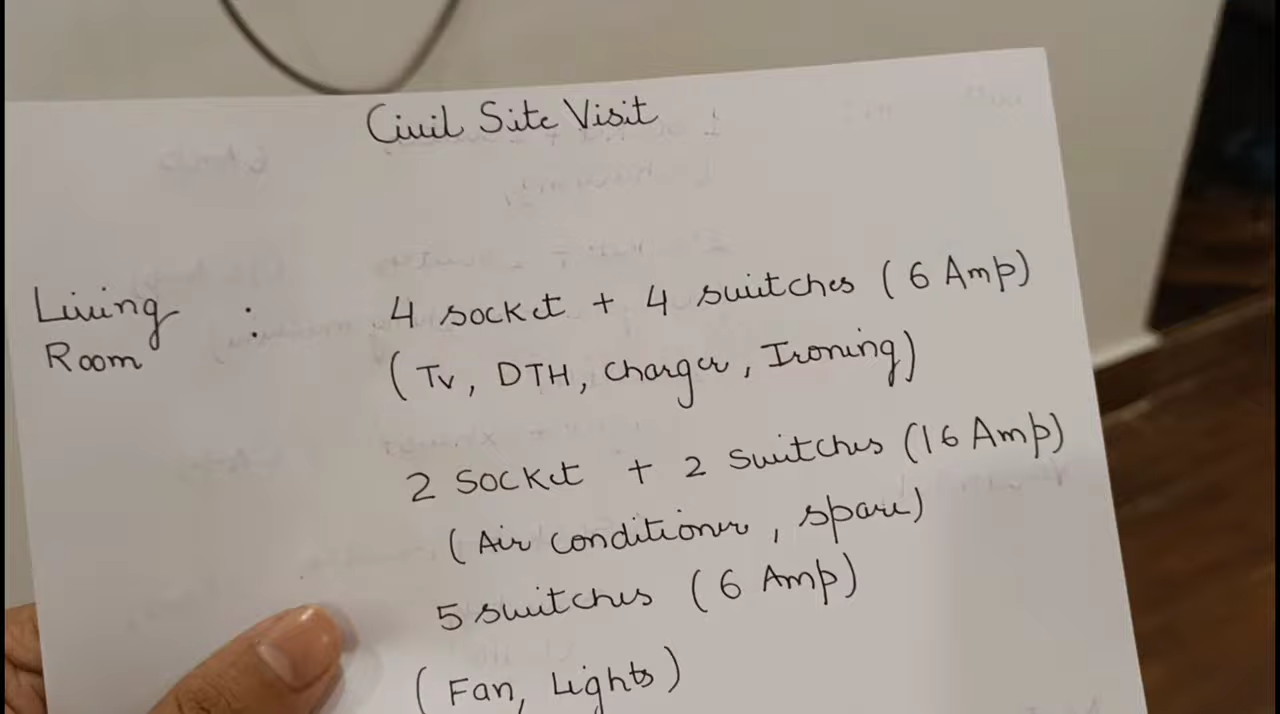 Civil Site Visit
Living Room : 4 socket + 4 switches (6 Amp)
(Tv, DTH, Charger, Ironing)
2 Socket + 2 Switches (16 Amp)
(Air conditioner, spare)
5 switches (6 Amp)
(Fan, Lights)